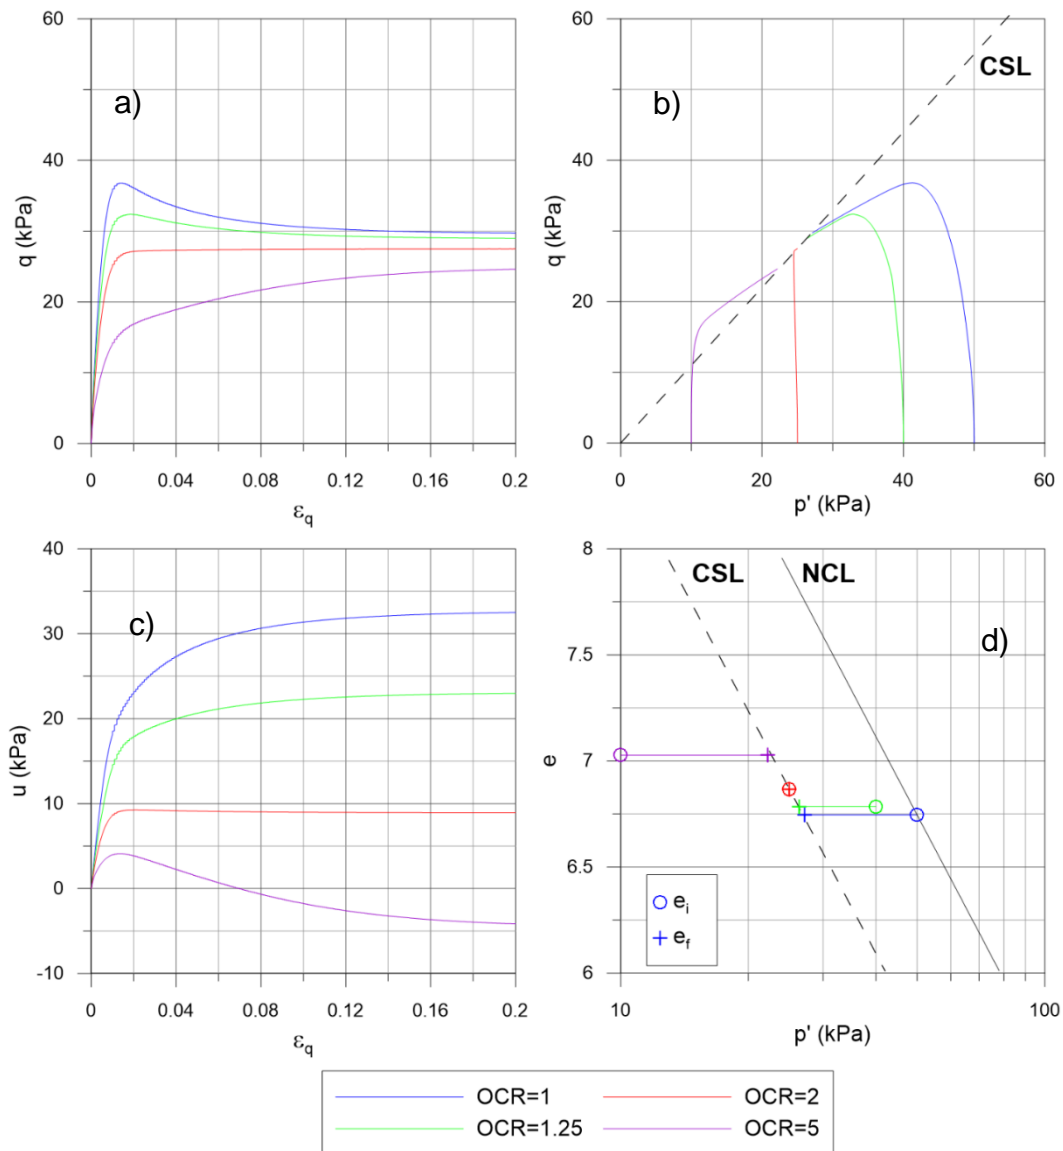 60
40
20
0
q (kPa)
a)
0 0.04 0.08 0.12 0.16 0.2
εq
60
40
20
0
q (kPa)
b)
CSL
0 20 40 60
p' (kPa)
40
30
20
10
0
-10
u (kPa)
c)
0 0.04 0.08 0.12 0.16 0.2
εq
8
7.5
7
6.5
6
e
CSL NCL
d)
ei
ef
10 100
p' (kPa)
OCR=1 OCR=2
OCR=1.25 OCR=5